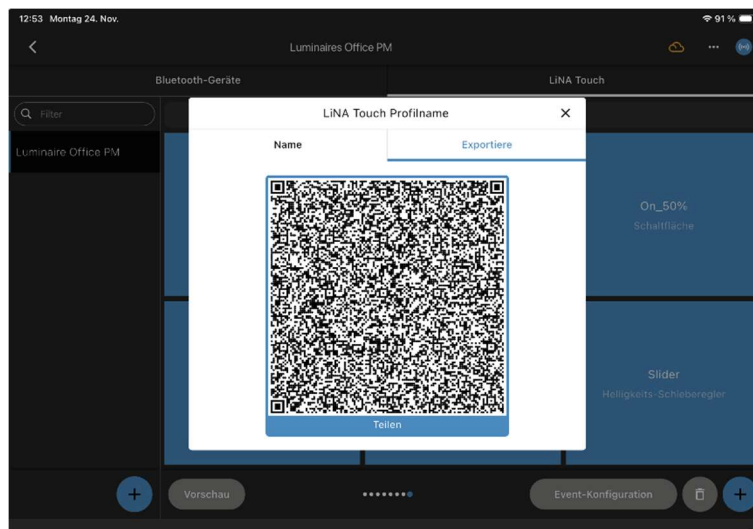 12:53 Montag 24. Nov.
91 %
Luminaires Office PM
Bluetooth-Geräte
LiNA Touch
Filter
Luminaire Office PM
LiNA Touch Profilname
Name
Exportiere
Teilen
On_50%
Schaltfläche
Slider
Helligkeits-Schieberegler
Vorschau
Event-Konfiguration